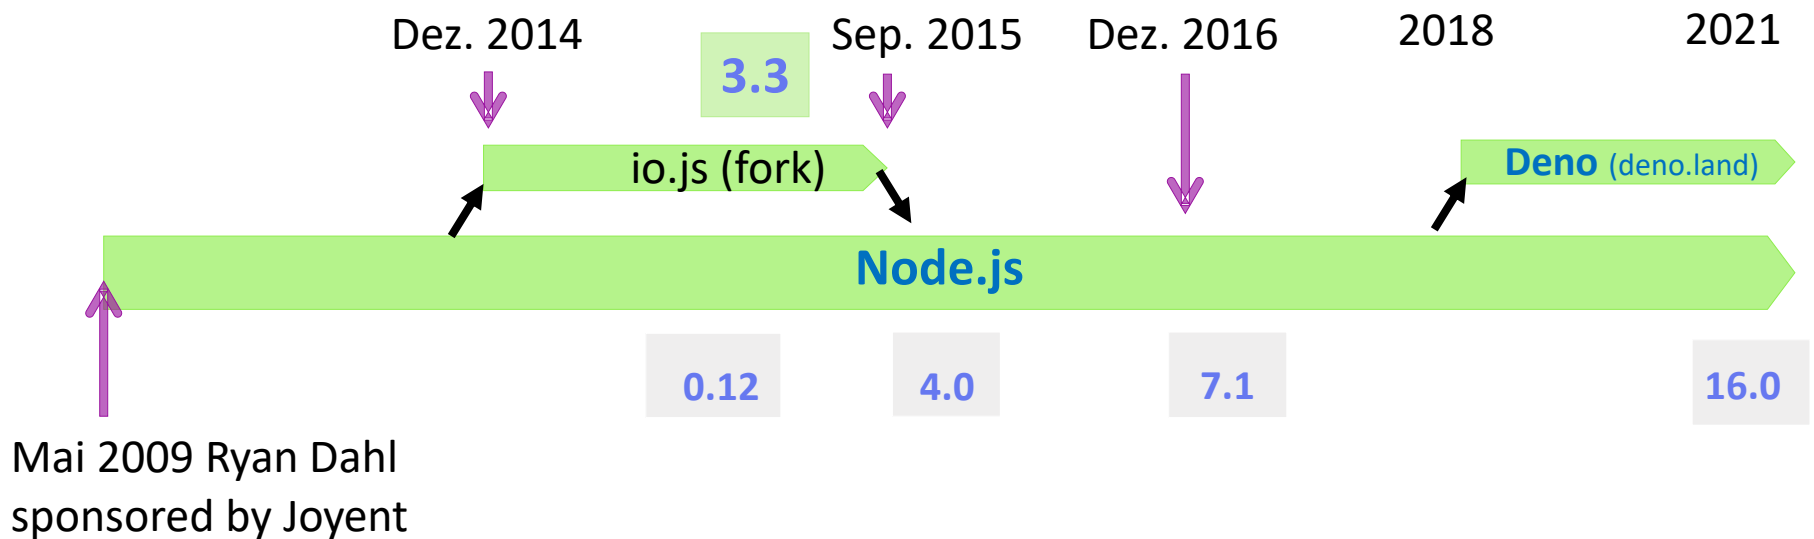 Dez. 2014
3.3
Sep. 2015
Dez. 2016
2018
2021
io.js (fork)
Deno (deno.land)
Node.js
0.12
4.0
7.1
16.0
Mai 2009 Ryan Dahl
sponsored by Joyent